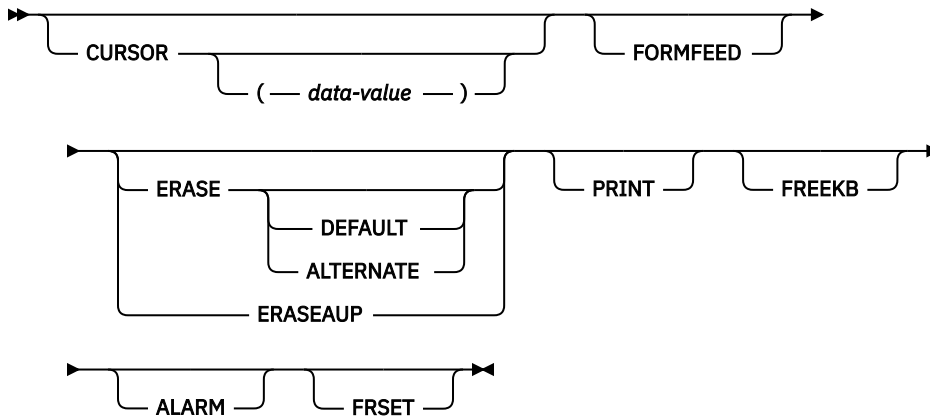 CURSOR FORMFEED
( data-value )
ERASE PRINT FREEKB
DEFAULT
ALTERNATE
ERASEAUP
ALARM FRSET